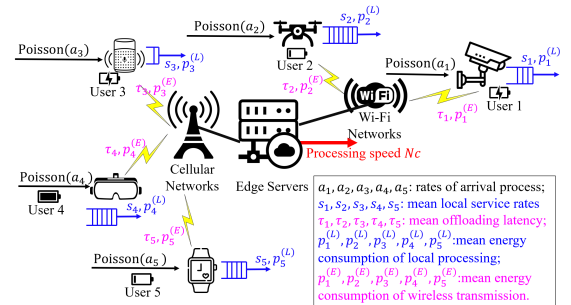 Poisson(a₂)
s₂, p₂^(L)
User 2
Poisson(a₃)
s₃, p₃^(L)
User 3
τ₃, p₃^(E)
τ₂, p₂^(E)
Poisson(a₁)
s₁, p₁^(L)
User 1
τ₁, p₁^(E)
WiFi
Wi-Fi
Networks
Processing speed Nc
τ₄, p₄^(E)
Cellular
Networks
Edge Servers
Poisson(a₄)
User 4
s₄, p₄^(L)
τ₅, p₅^(E)
Poisson(a₅)
s₅, p₅^(L)
User 5
a₁, a₂, a₃, a₄, a₅: rates of arrival process;
s₁, s₂, s₃, s₄, s₅: mean local service rates
τ₁, τ₂, τ₃, τ₄, τ₅: mean offloading latency;
p₁^(L), p₂^(L), p₃^(L), p₄^(L), p₅^(L):mean energy
consumption of local processing;
p₁^(E), p₂^(E), p₃^(E), p₄^(E), p₅^(E):mean energy
consumption of wireless transmission.